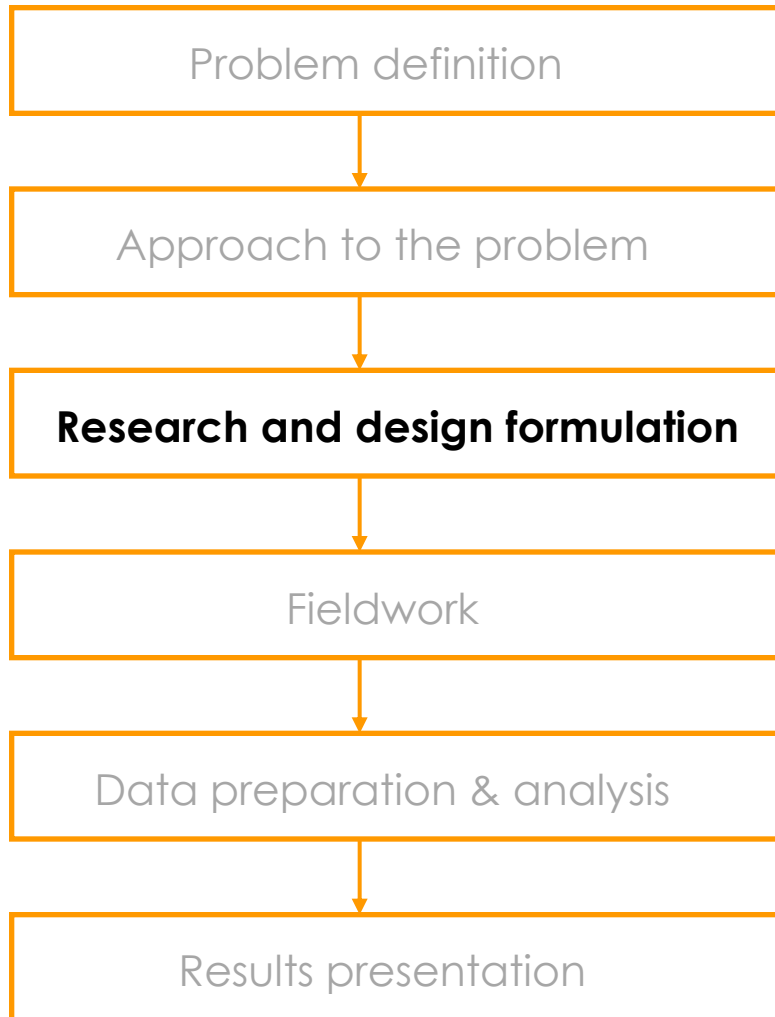 Problem definition
Approach to the problem
Research and design formulation
Fieldwork
Data preparation & analysis
Results presentation